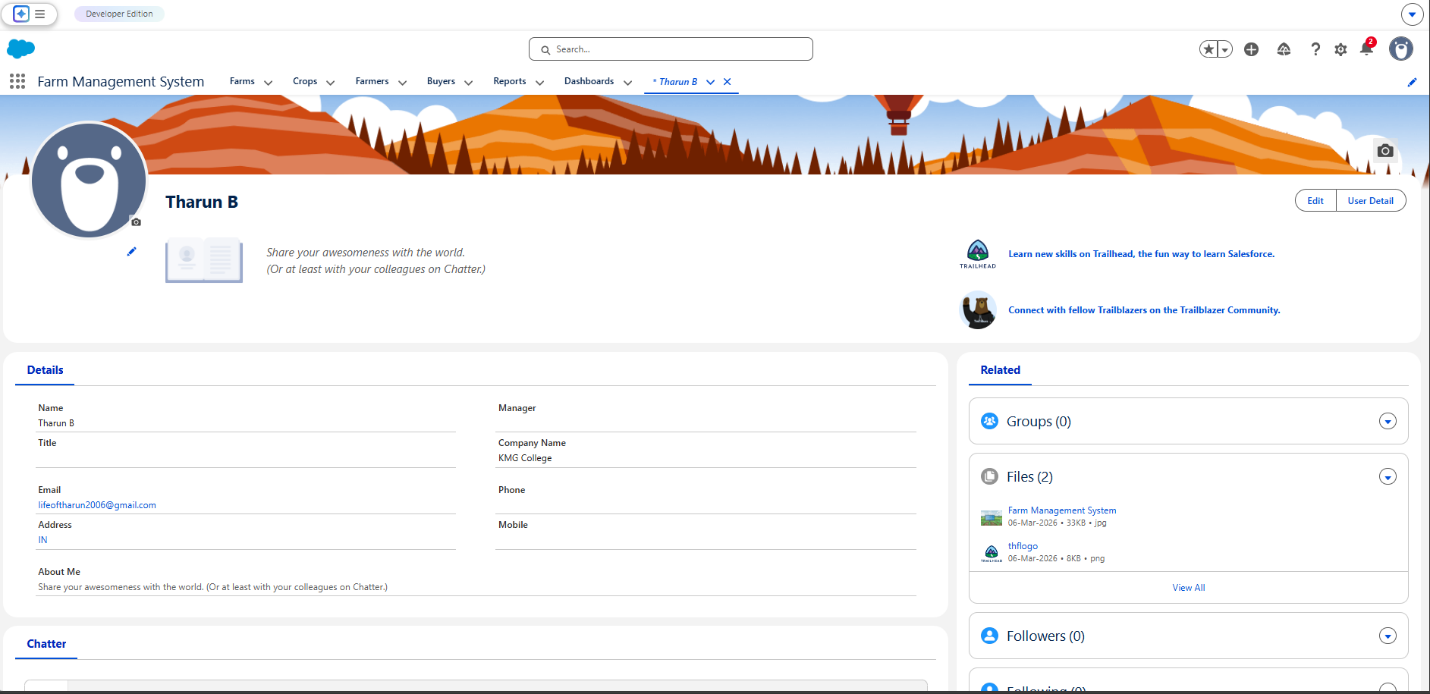 Developer Edition
Search...
2
Farm Management System
Farms
Crops
Farmers
Buyers
Reports
Dashboards
* Tharun B
Tharun B
Edit
User Detail
Share your awesomeness with the world.
(Or at least with your colleagues on Chatter.)
TRAILHEAD
Learn new skills on Trailhead, the fun way to learn Salesforce.
Connect with fellow Trailblazers on the Trailblazer Community.
Details
Name
Tharun B
Manager
Title
Company Name
KMG College
Email
lifeoftharun2006@gmail.com
Phone
Address
IN
Mobile
About Me
Share your awesomeness with the world. (Or at least with your colleagues on Chatter.)
Chatter
Related
Groups (0)
Files (2)
Farm Management System
06-Mar-2026 • 33KB • jpg
thflogo
06-Mar-2026 • 8KB • png
View All
Followers (0)
Following (0)